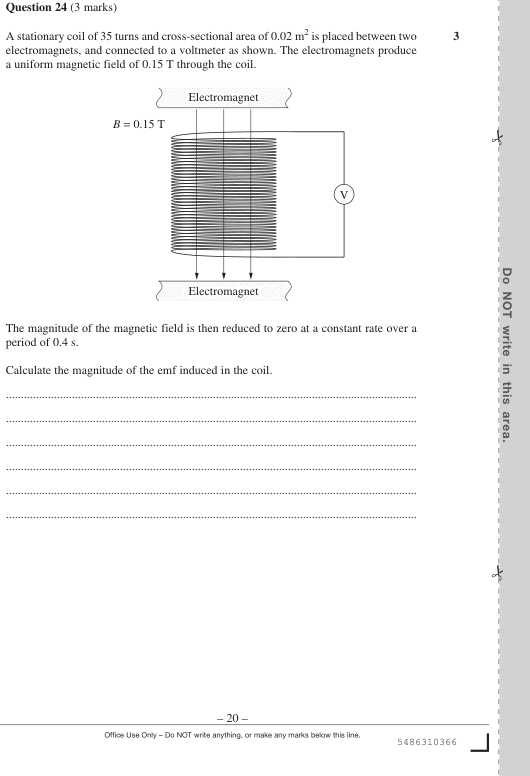 Question 24 (3 marks)
A stationary coil of 35 turns and cross-sectional area of 0.02 m² is placed between two 3
electromagnets, and connected to a voltmeter as shown. The electromagnets produce
a uniform magnetic field of 0.15 T through the coil.
Electromagnet
B = 0.15 T
V
Electromagnet
The magnitude of the magnetic field is then reduced to zero at a constant rate over a
period of 0.4 s.
Calculate the magnitude of the emf induced in the coil.
Do NOT write in this area.
– 20 –
Office Use Only – Do NOT write anything, or make any marks below this line.
5486310366